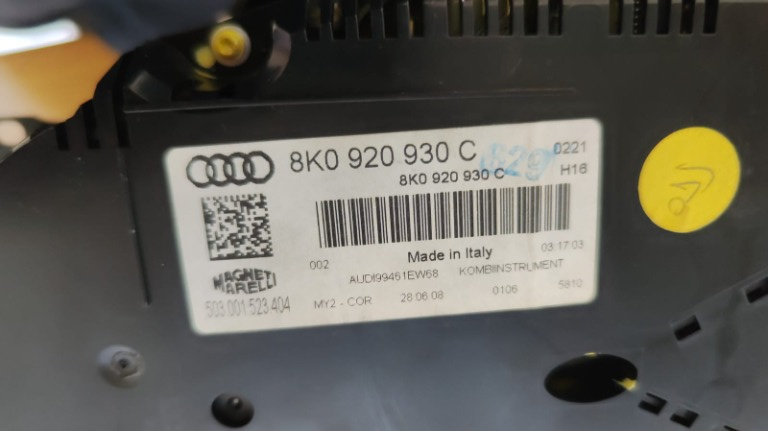 8K0 920 930 C 829 0221
8K0 920 930 C H16
002 Made in Italy 03:17:03
AUDI99461EW68 KOMBIINSTRUMENT
MAGNETI
MARELLI
503.001.523.404 MY2 - COR 28.06.08 0106 5810